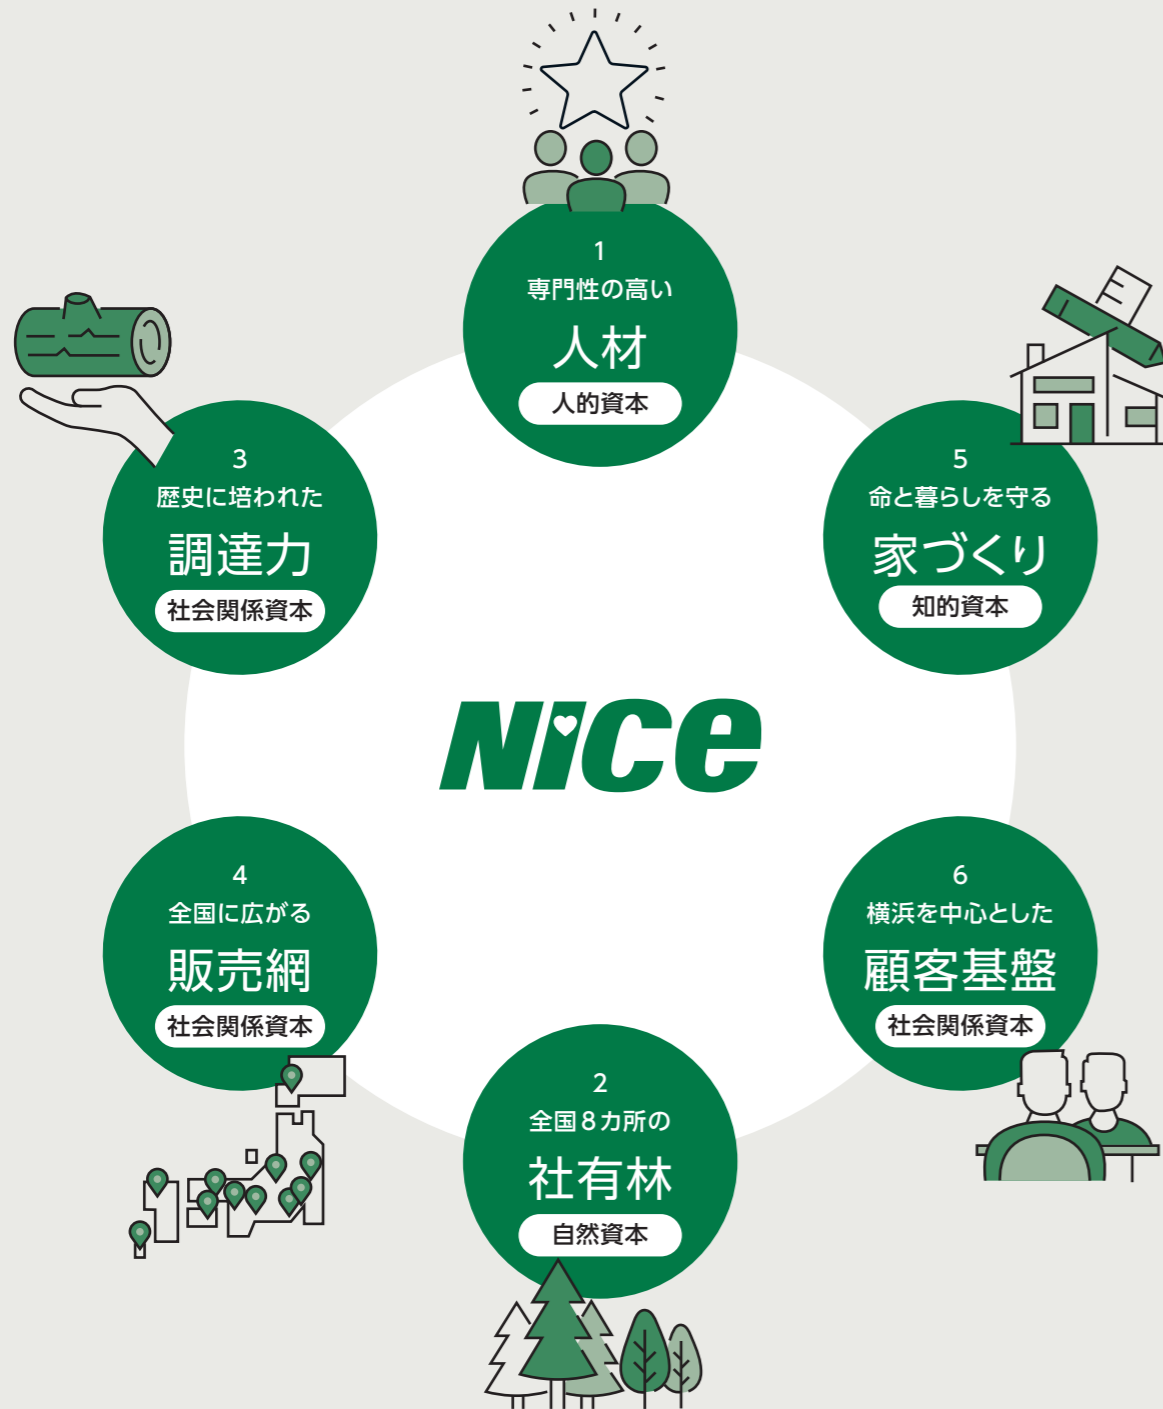 1
専門性の高い
人材
人的資本
3
歴史に培われた
調達力
社会関係資本
5
命と暮らしを守る
家づくり
知的資本
NiCe
4
全国に広がる
販売網
社会関係資本
6
横浜を中心とした
顧客基盤
社会関係資本
2
全国8カ所の
社有林
自然資本